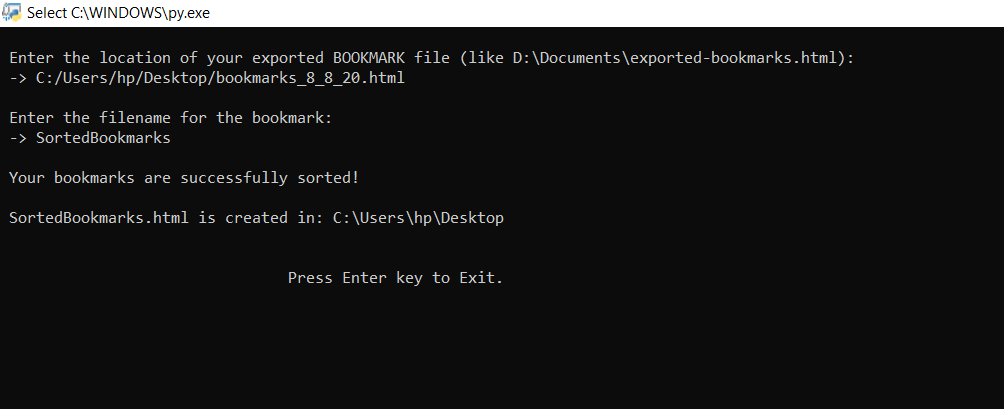 Select C:\WINDOWS\py.exe
Enter the location of your exported BOOKMARK file (like D:\Documents\exported-bookmarks.html):
-> C:/Users/hp/Desktop/bookmarks_8_8_20.html
Enter the filename for the bookmark:
-> SortedBookmarks
Your bookmarks are successfully sorted!
SortedBookmarks.html is created in: C:\Users\hp\Desktop
Press Enter key to Exit.